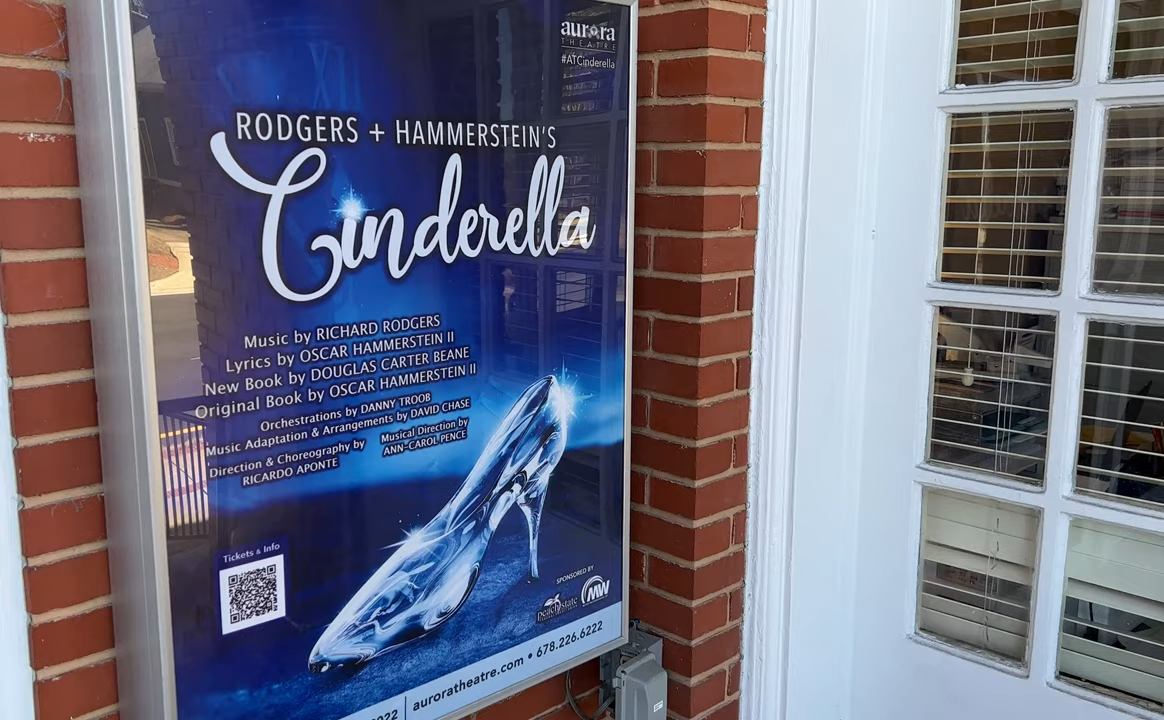 aurora
THEATRE
#ATCinderella
RODGERS + HAMMERSTEIN'S
Cinderella
Music by RICHARD RODGERS
Lyrics by OSCAR HAMMERSTEIN II
New Book by DOUGLAS CARTER BEANE
Original Book by OSCAR HAMMERSTEIN II
Orchestrations by DANNY TROOB
Music Adaptation & Arrangements by DAVID CHASE
Direction & Choreography by
RICARDO APONTE
Musical Direction by
ANN-CAROL PENCE
Tickets & Info
SPONSORED BY
peach state
MW
auroratheatre.com • 678.226.6222